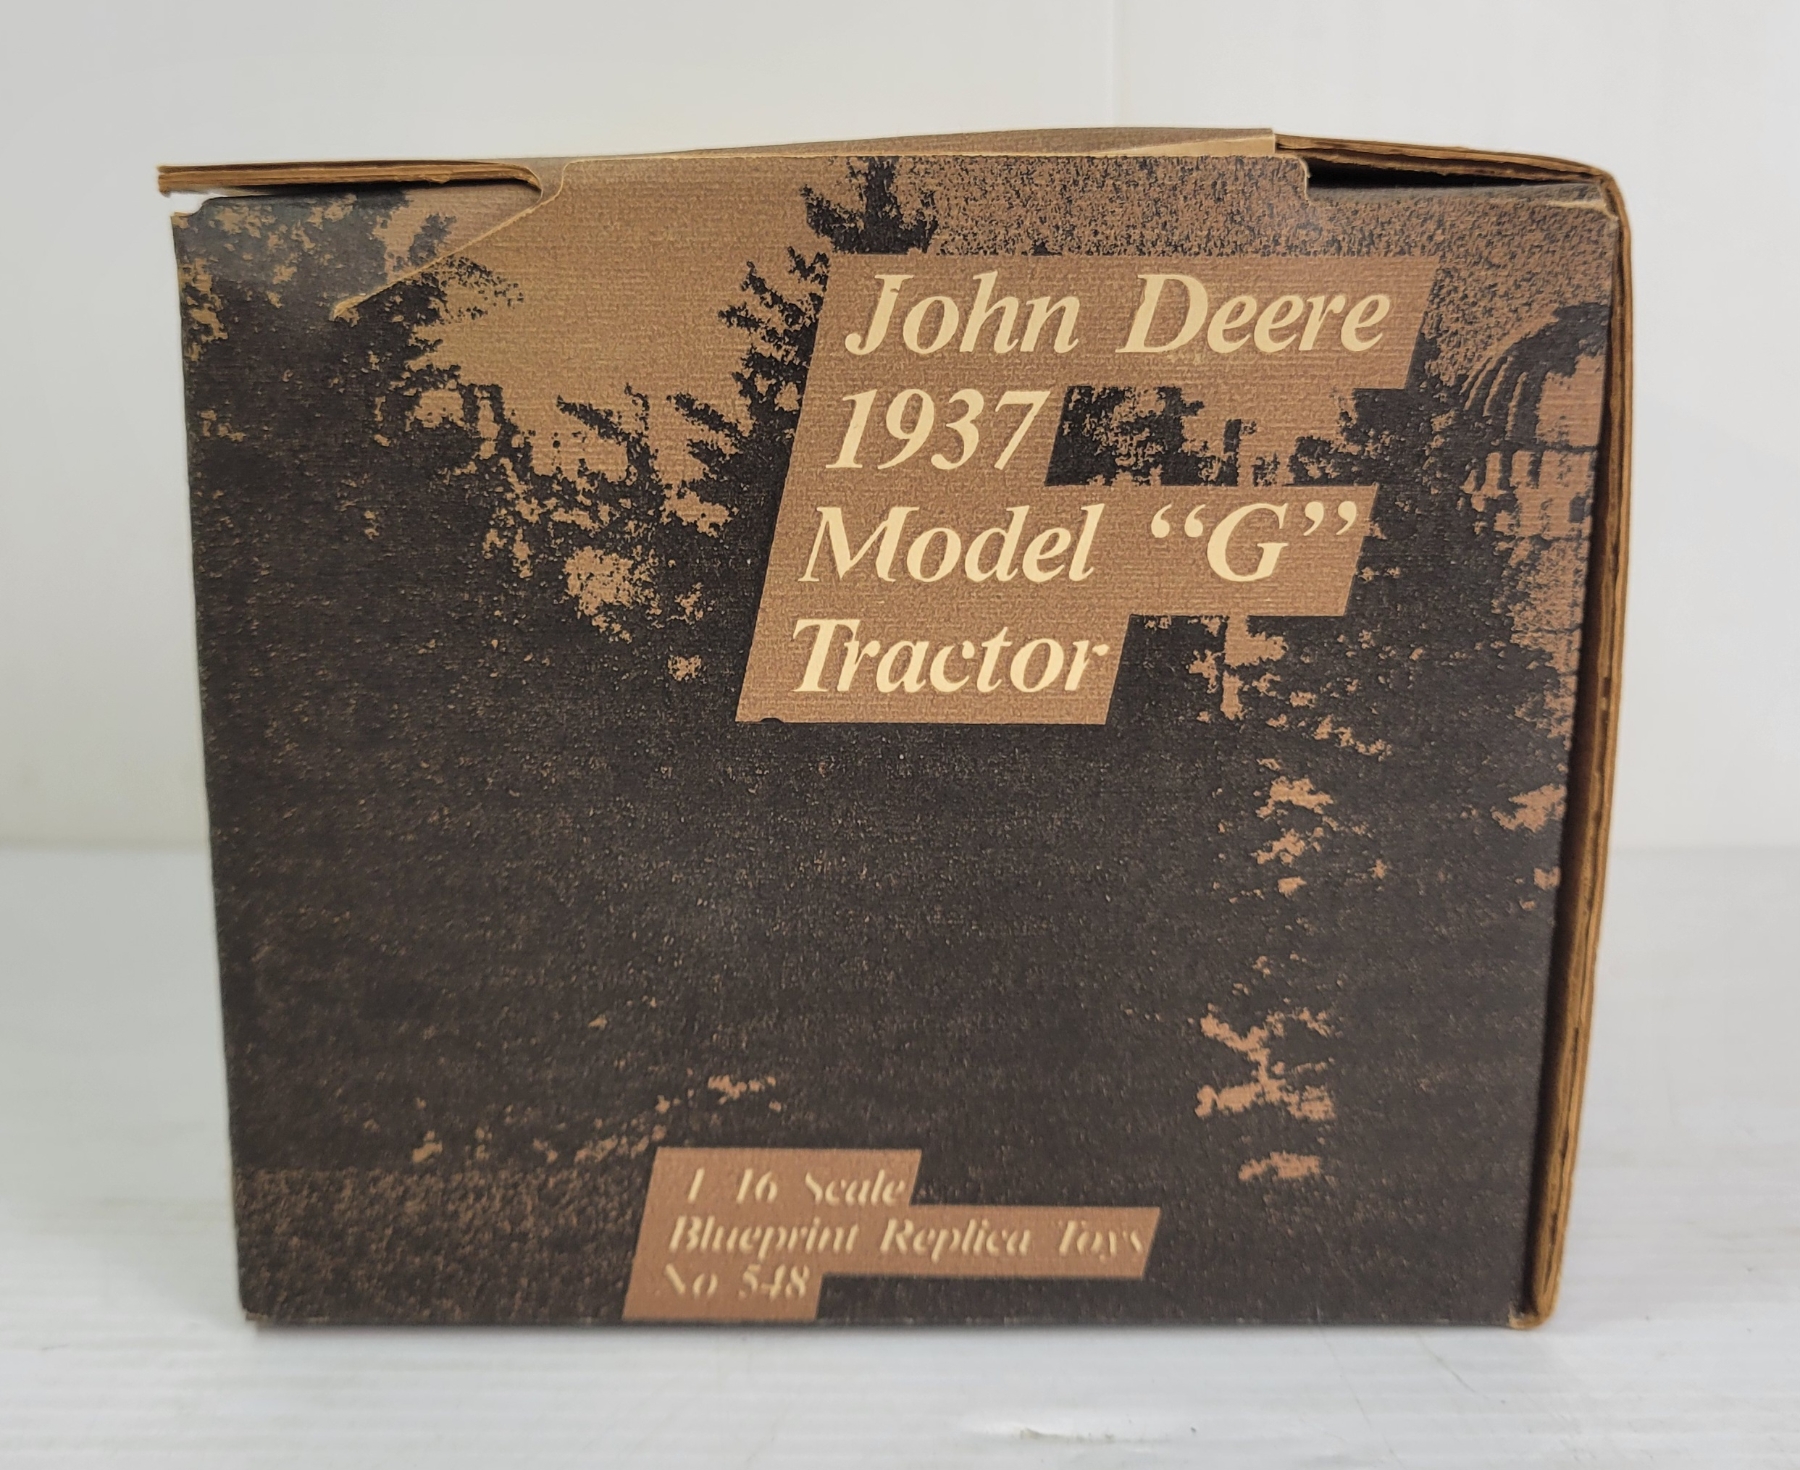 John Deere
1937
Model “G”
Tractor
1 16 Scale
Blueprint Replica Toys
No 548